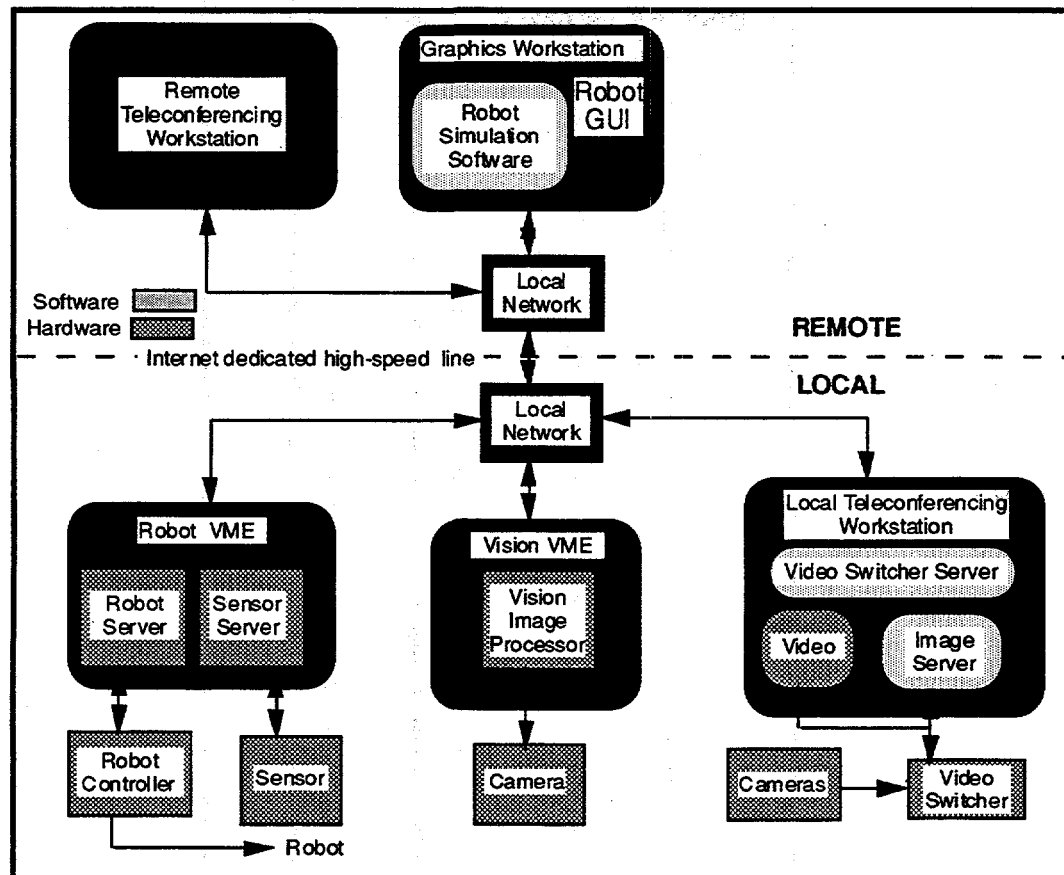 Remote
Teleconferencing
Workstation
Graphics Workstation
Robot
Simulation
Software
Robot
GUI
Local
Network
Software
Hardware
REMOTE
Internet dedicated high-speed line
LOCAL
Local
Network
Robot VME
Robot
Server
Sensor
Server
Vision VME
Vision
Image
Processor
Local Teleconferencing
Workstation
Video Switcher Server
Video
Image
Server
Robot
Controller
Sensor
Camera
Cameras
Video
Switcher
Robot